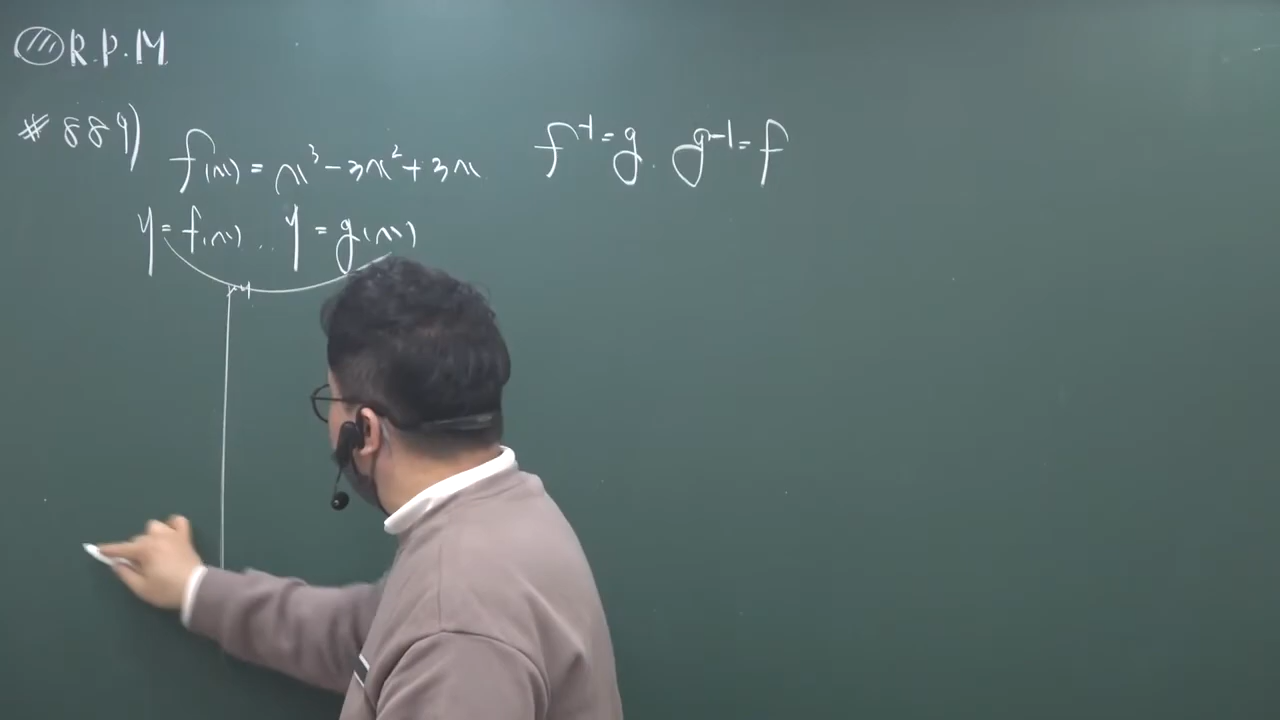 R.P.M
#889) f(x) = x³ - 3x² + 3x f⁻¹ = g. g⁻¹ = f
y = f(x) .. y = g(x)